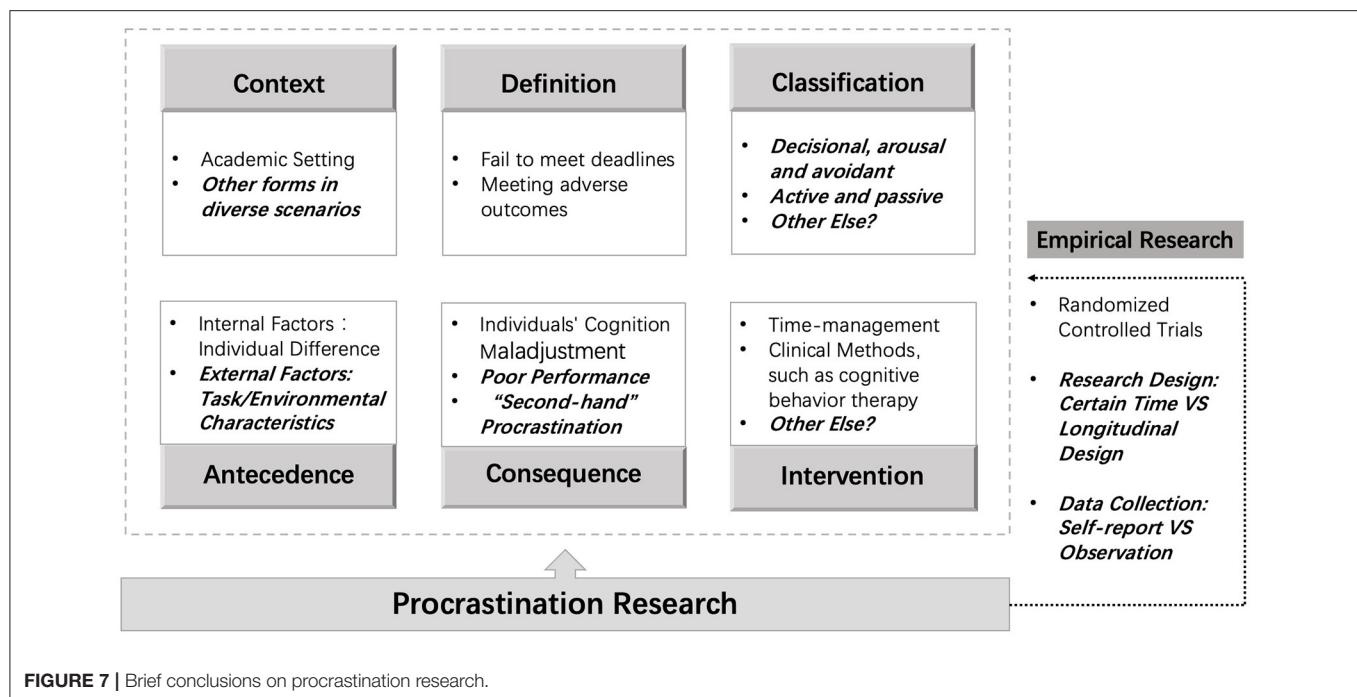 Context
• Academic Setting
• Other forms in
diverse scenarios
Definition
• Fail to meet deadlines
• Meeting adverse
outcomes
Classification
• Decisional, arousal
and avoidant
• Active and passive
• Other Else?
• Internal Factors：
Individual Difference
• External Factors:
Task/Environmental
Characteristics
Antecedence
• Individuals' Cognition
Maladjustment
• Poor Performance
• “Second-hand”
Procrastination
Consequence
• Time-management
• Clinical Methods,
such as cognitive
behavior therapy
• Other Else?
Intervention
Empirical Research
• Randomized
Controlled Trials
• Research Design:
Certain Time VS
Longitudinal
Design
• Data Collection:
Self-report VS
Observation
Procrastination Research
FIGURE 7 | Brief conclusions on procrastination research.